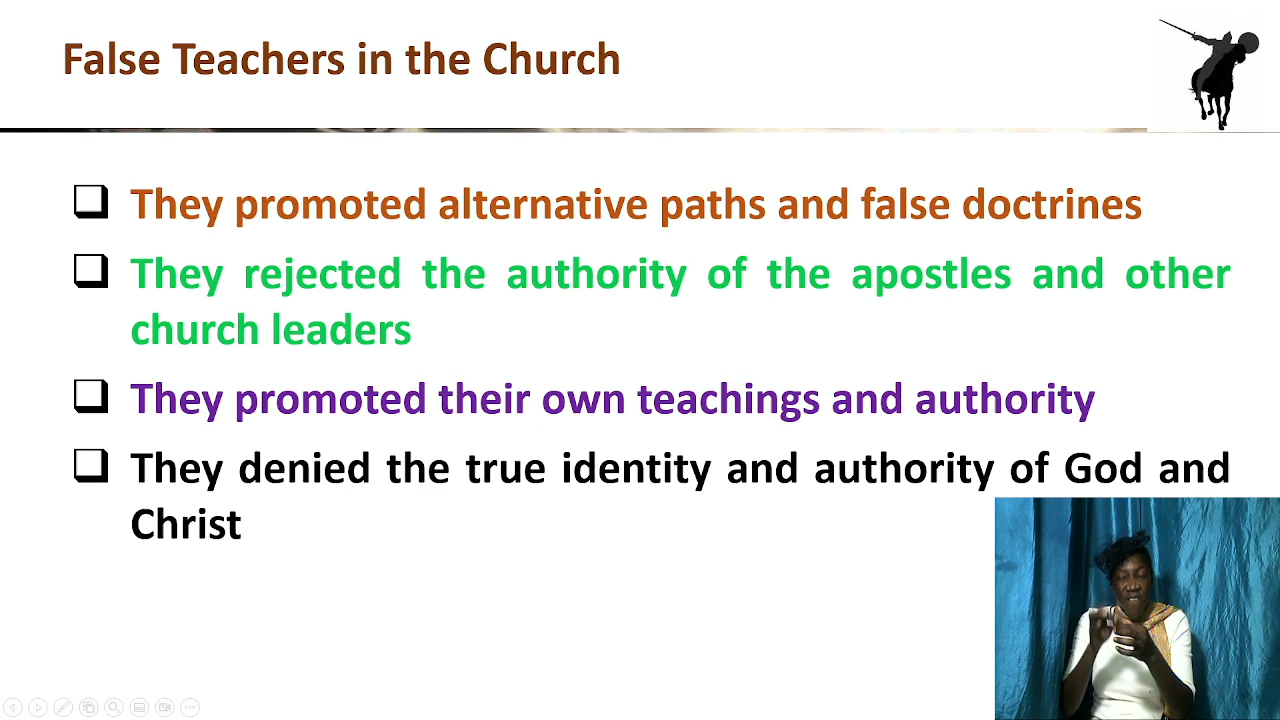 False Teachers in the Church
They promoted alternative paths and false doctrines
They rejected the authority of the apostles and other
church leaders
They promoted their own teachings and authority
They denied the true identity and authority of God and
Christ